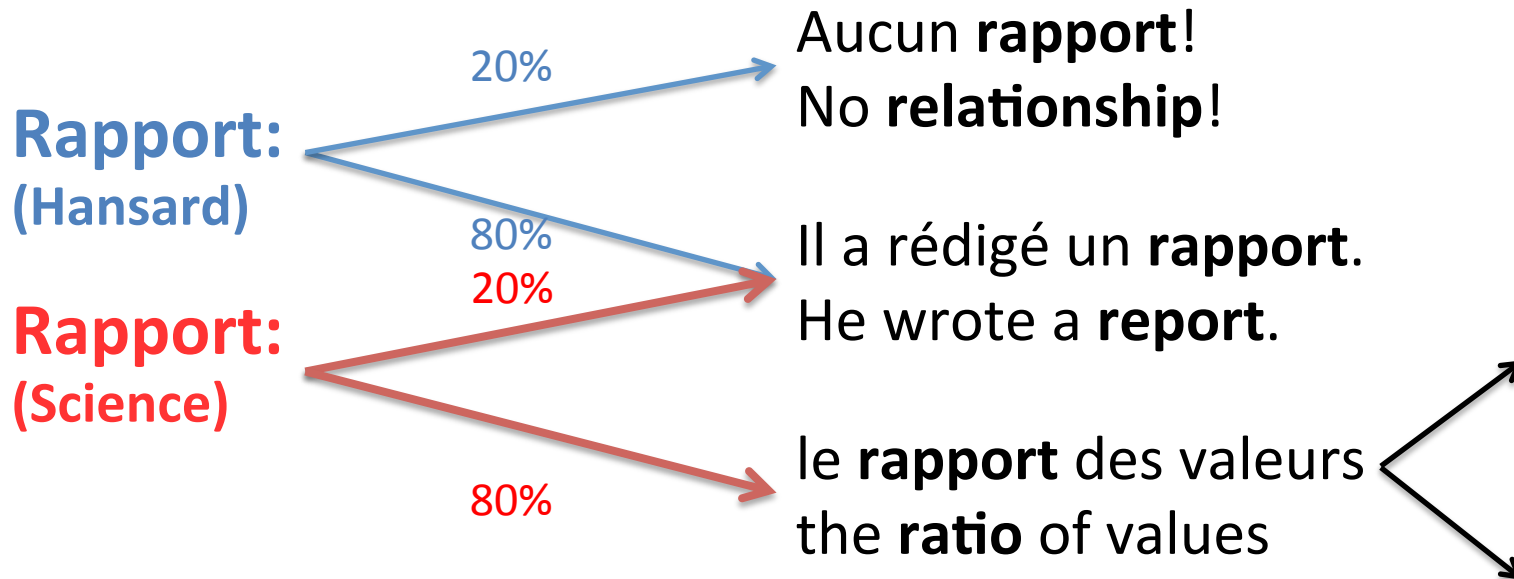 Rapport:
(Hansard)
20%
80%
Rapport:
(Science)
20%
80%
Aucun rapport!
No relationship!
Il a rédigé un rapport.
He wrote a report.
le rapport des valeurs
the ratio of values